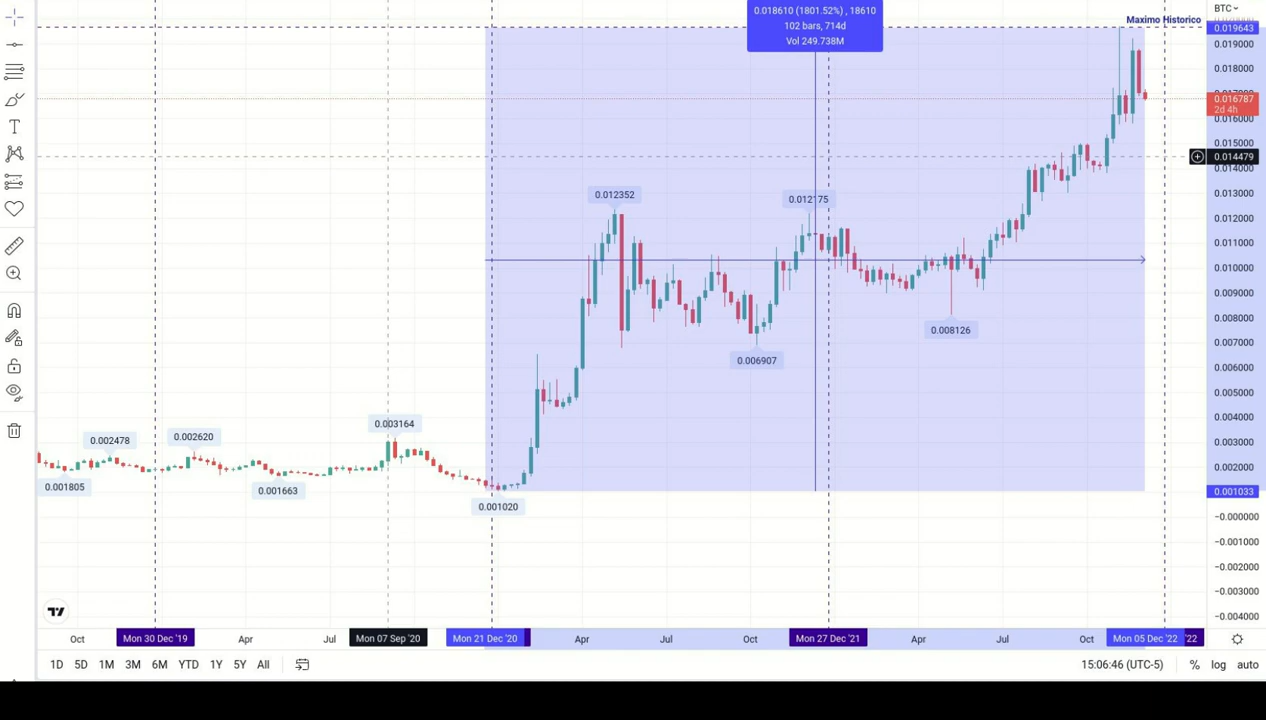 0.018610 (1801.52%) , 18610
102 bars, 714d
Vol 249.738M
BTC
Maximo Historico
0.019643
0.019000
0.018000
0.016787
2d 4h
0.016000
0.015000
0.014479
0.014000
0.013000
0.012000
0.011000
0.010000
0.009000
0.008000
0.007000
0.006000
0.005000
0.004000
0.003000
0.002000
0.001033
−0.000000
−0.001000
−0.002000
−0.003000
−0.004000
0.012352
0.012175
0.008126
0.006907
0.003164
0.002478
0.002620
0.001805
0.001663
0.001020
Oct
Mon 30 Dec '19
Apr
Jul
Mon 07 Sep '20
Mon 21 Dec '20
Apr
Jul
Oct
Mon 27 Dec '21
Apr
Jul
Oct
Mon 05 Dec '22
'22
1D 5D 1M 3M 6M YTD 1Y 5Y All
15:06:46 (UTC-5) % log auto